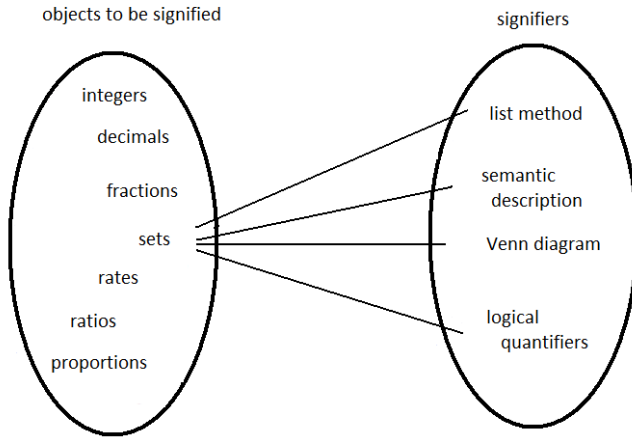 objects to be signified
signifiers
integers
decimals
fractions
sets
rates
ratios
proportions
list method
semantic
description
Venn diagram
logical
quantifiers